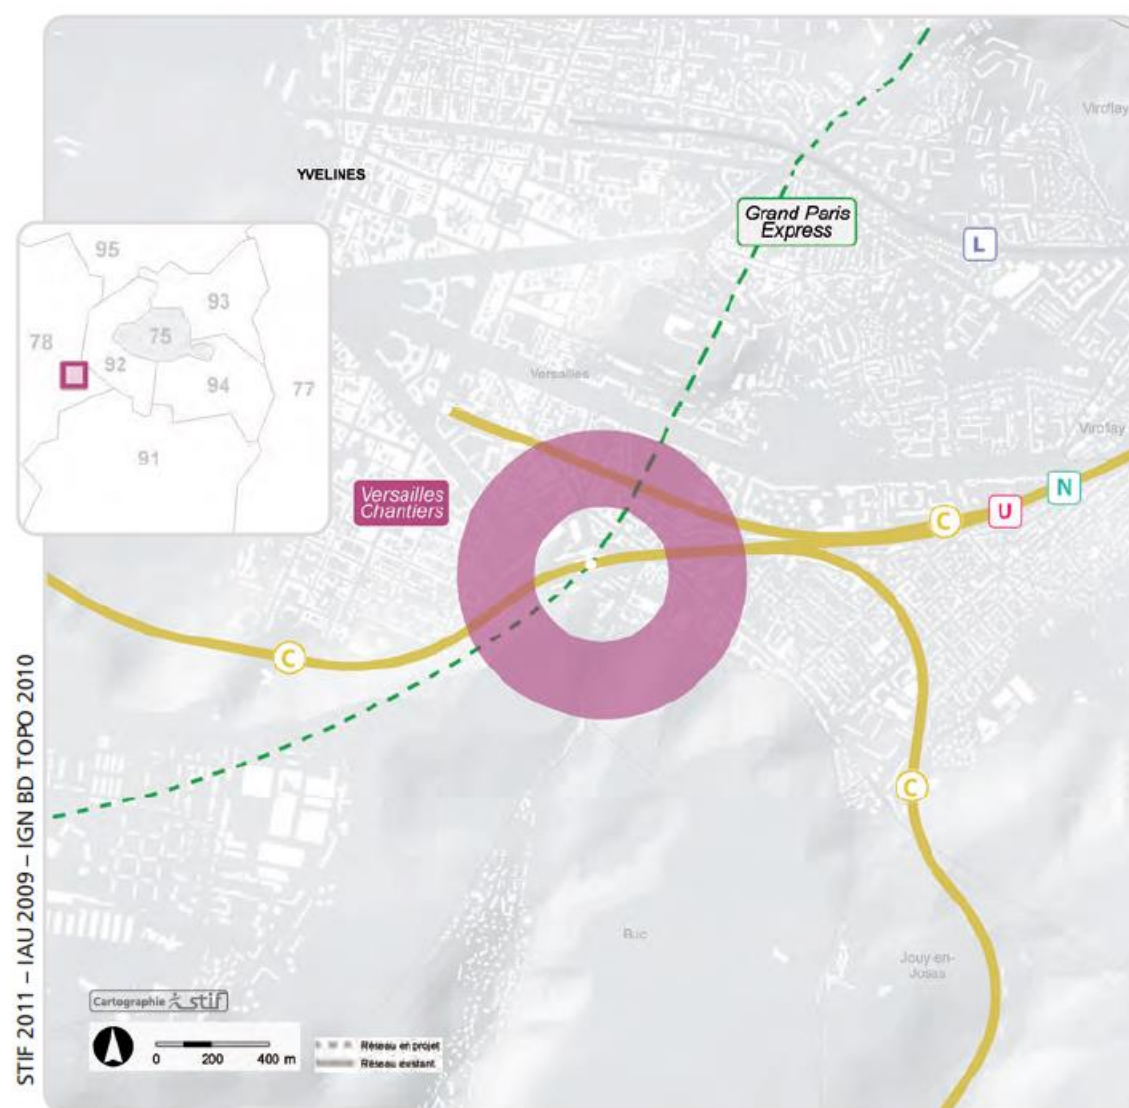 Viroflay
YVELINES
Grand Paris
Express
L
95
93
78
75
92
94
77
91
Versailles
Viroflay
Versailles
Chantiers
N
U
C
C
C
Buc
Jouy-en-
Josas
STIF 2011 – IAU 2009 – IGN BD TOPO 2010
Cartographie stif
0 200 400 m
Réseau en projet
Réseau existant